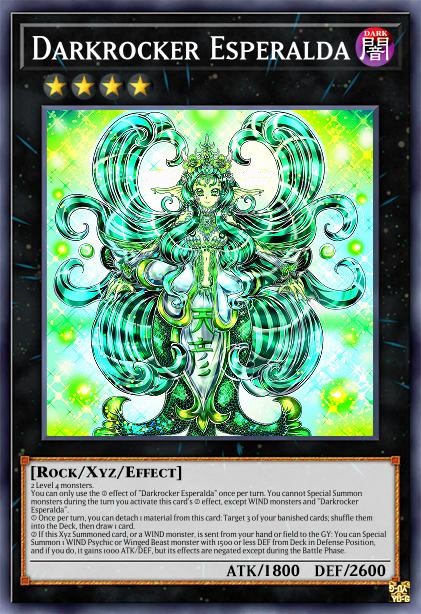 DARKROCKER ESPERALDA
DARK
闇
[ROCK/XYZ/EFFECT]
2 Level 4 monsters.
You can only use the ② effect of "Darkrocker Esperalda" once per turn. You cannot Special Summon
monsters during the turn you activate this card's ② effect, except WIND monsters and "Darkrocker
Esperalda".
① Once per turn, you can detach 1 material from this card: Target 3 of your banished cards; shuffle them
into the Deck, then draw 1 card.
② If this Xyz Summoned card, or a WIND monster, is sent from your hand or field to the GY: You can Special
Summon 1 WIND Psychic or Winged Beast monster with 1500 or less DEF from Deck in Defense Position,
and if you do, it gains 1000 ATK/DEF, but its effects are negated except during the Battle Phase.
ATK/1800 DEF/2600